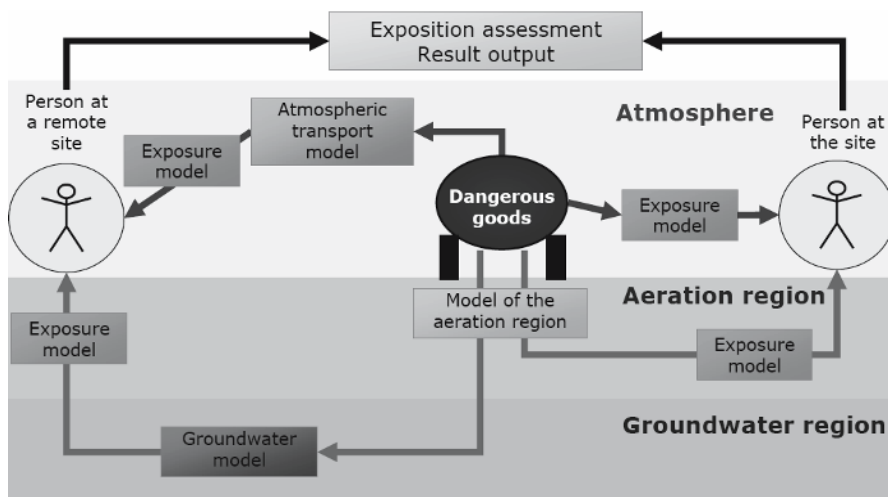 Exposition assessment
Result output
Person at
a remote
site
Atmospheric
transport
model
Atmosphere
Person at
the site
Exposure
model
Dangerous
goods
Exposure
model
Model of the
aeration region
Aeration region
Exposure
model
Exposure
model
Groundwater region
Groundwater
model